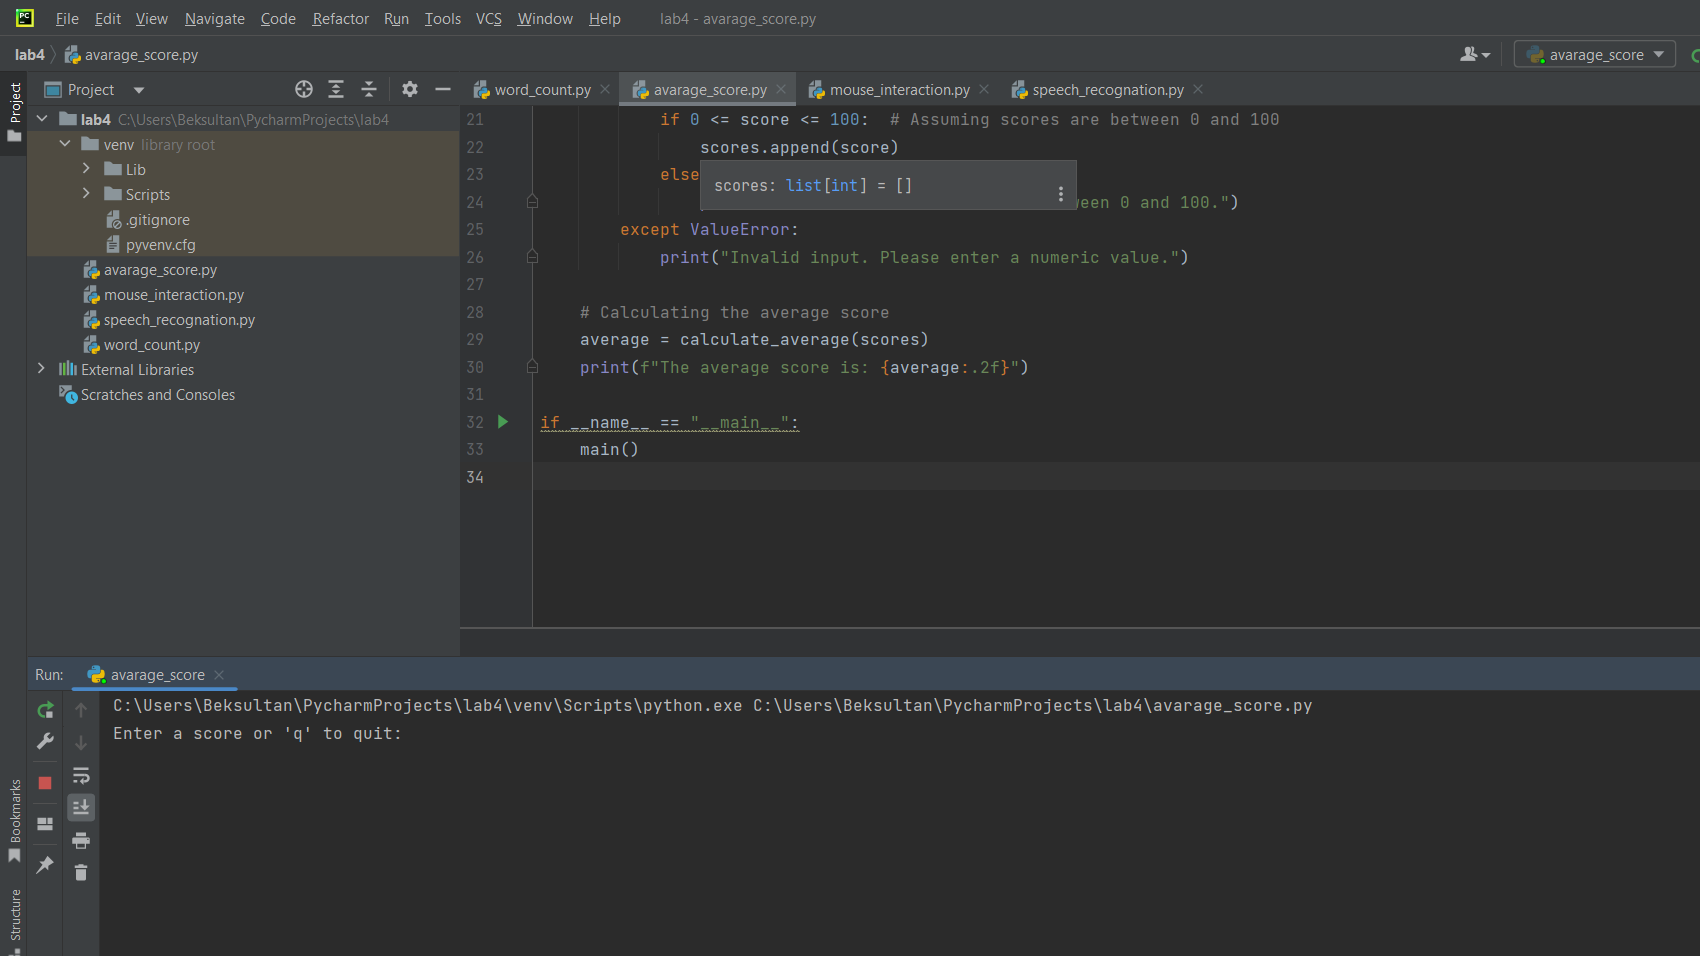 PC
File Edit View Navigate Code Refactor Run Tools VCS Window Help lab4 - avarage_score.py
lab4 avarage_score.py avarage_score
Project
Project
word_count.py avarage_score.py mouse_interaction.py speech_recognation.py
lab4 C:\Users\Beksultan\PycharmProjects\lab4
venv library root
Lib
Scripts
.gitignore
pyvenv.cfg
avarage_score.py
mouse_interaction.py
speech_recognation.py
word_count.py
External Libraries
Scratches and Consoles
21 if 0 <= score <= 100: # Assuming scores are between 0 and 100
22 scores.append(score)
23 else
scores: list[int] = []
24 een 0 and 100.")
25 except ValueError:
26 print("Invalid input. Please enter a numeric value.")
27
28 # Calculating the average score
29 average = calculate_average(scores)
30 print(f"The average score is: {average:.2f}")
31
32 if __name__ == "__main__":
33 main()
34
Run: avarage_score
C:\Users\Beksultan\PycharmProjects\lab4\venv\Scripts\python.exe C:\Users\Beksultan\PycharmProjects\lab4\avarage_score.py
Enter a score or 'q' to quit:
Bookmarks
Structure